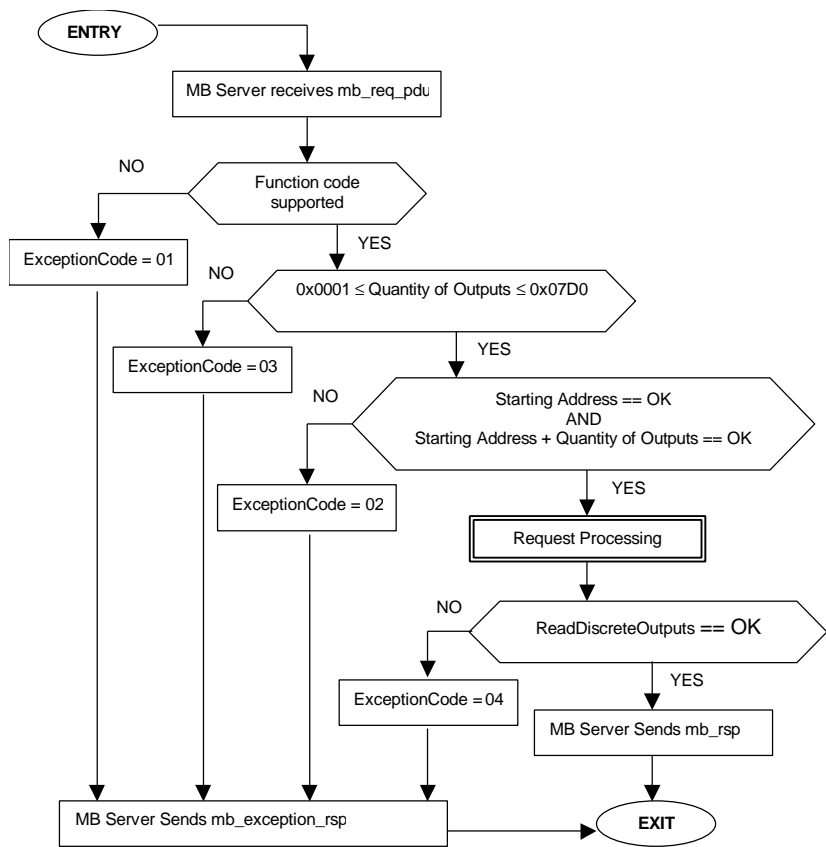 ENTRY
MB Server receives mb_req_pdu
NO
Function code
supported
YES
ExceptionCode = 01
NO
0x0001 ≤ Quantity of Outputs ≤ 0x07D0
YES
ExceptionCode = 03
NO
Starting Address == OK
AND
Starting Address + Quantity of Outputs == OK
YES
ExceptionCode = 02
Request Processing
NO
ReadDiscreteOutputs == OK
YES
ExceptionCode = 04
MB Server Sends mb_rsp
MB Server Sends mb_exception_rsp
EXIT